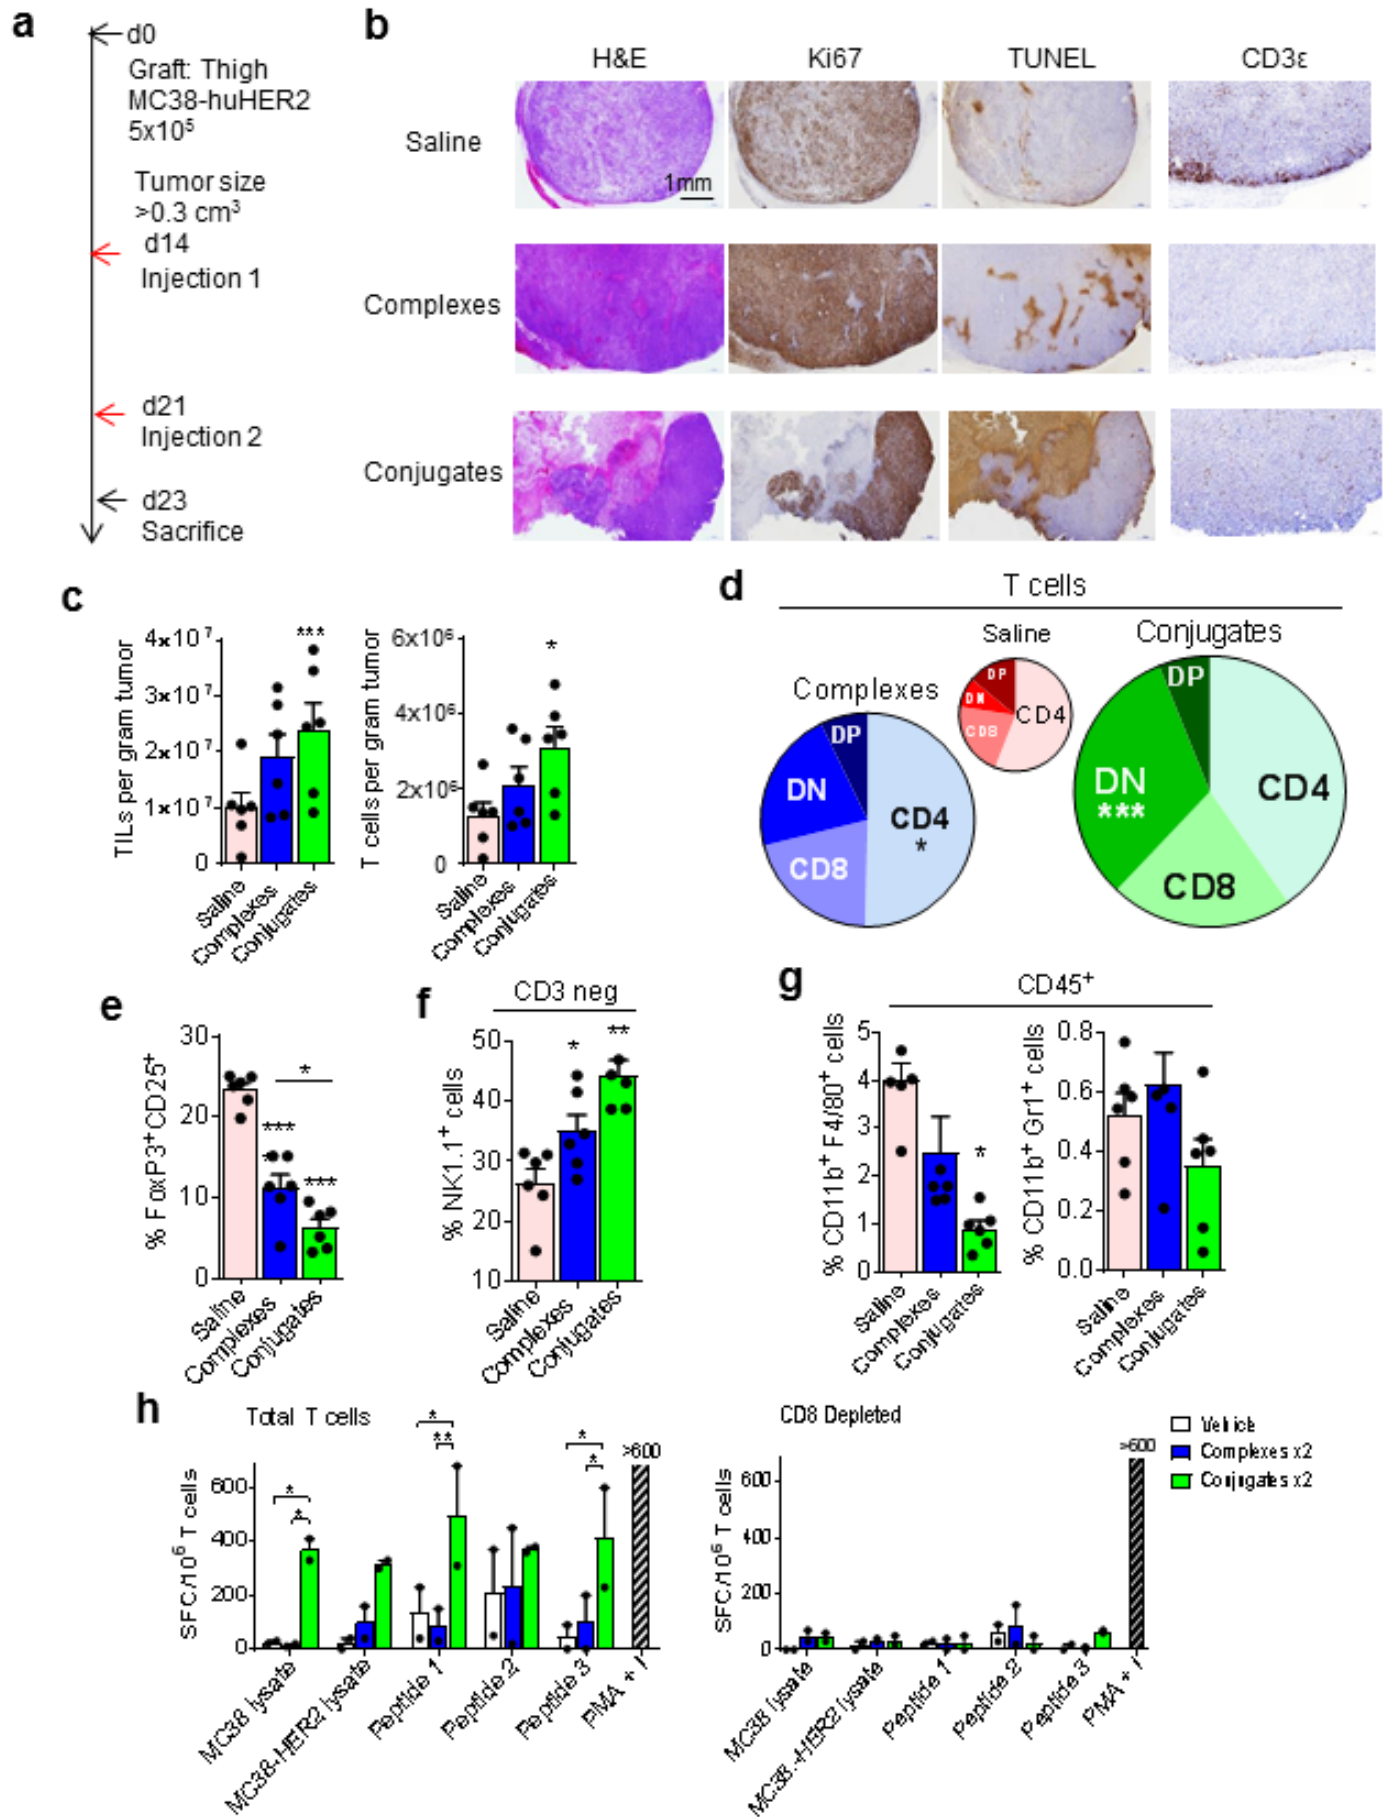 a
d0
Graft: Thigh
MC38-huHER2
5x10⁵
Tumor size
>0.3 cm³
d14
Injection 1
d21
Injection 2
d23
Sacrifice
b
H&E Ki67 TUNEL CD3ε
Saline
1mm
Complexes
Conjugates
c
TILs per gram tumor
4×10⁷
3×10⁷
2×10⁷
1×10⁷
0
***
Saline
Complexes
Conjugates
T cells per gram tumor
6x10⁶
4x10⁶
2x10⁶
0
*
Saline
Complexes
Conjugates
d
T cells
Saline
DP
DN
CD8
CD4
Complexes
DP
DN
CD8
CD4
*
Conjugates
DP
DN
***
CD8
CD4
e
% FoxP3⁺CD25⁺
30
20
10
0
*
***
***
Saline
Complexes
Conjugates
f
CD3 neg
% NK1.1⁺ cells
50
40
30
20
10
*
**
Saline
Complexes
Conjugates
g
CD45⁺
% CD11b⁺ F4/80⁺ cells
5
4
3
2
1
0
*
Saline
Complexes
Conjugates
% CD11b⁺ Gr1⁺ cells
0.8
0.6
0.4
0.2
0.0
Saline
Complexes
Conjugates
h
Total T cells
SFC/10⁶ T cells
600
400
200
0
*
*
*
**
*
*
>600
MC38 lysate
MC38-HER2 lysate
Peptide 1
Peptide 2
Peptide 3
PMA + I
CD8 Depleted
SFC/10⁶ T cells
600
400
200
0
>600
MC38 lysate
MC38-HER2 lysate
Peptide 1
Peptide 2
Peptide 3
PMA + I
Vehicle
Complexes x2
Conjugates x2